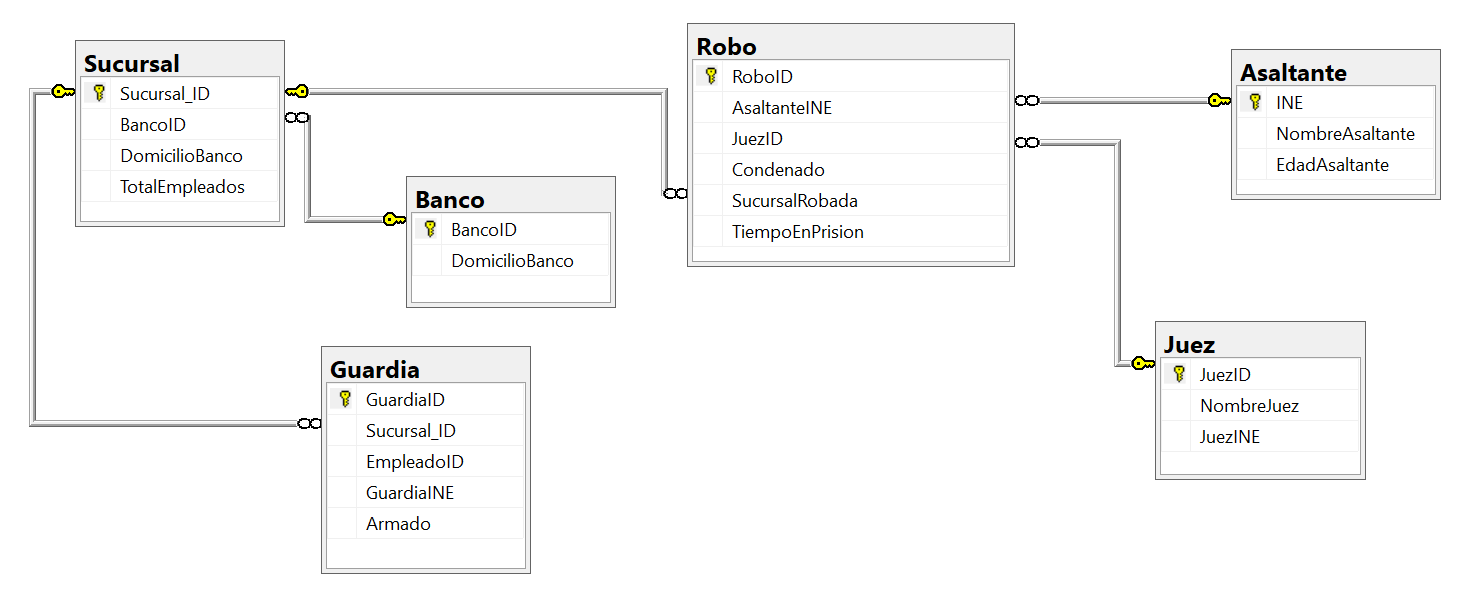 Sucursal
Sucursal_ID
BancoID
DomicilioBanco
TotalEmpleados
Banco
BancoID
DomicilioBanco
Guardia
GuardiaID
Sucursal_ID
EmpleadoID
GuardiaINE
Armado
Robo
RoboID
AsaltanteINE
JuezID
Condenado
SucursalRobada
TiempoEnPrision
Asaltante
INE
NombreAsaltante
EdadAsaltante
Juez
JuezID
NombreJuez
JuezINE